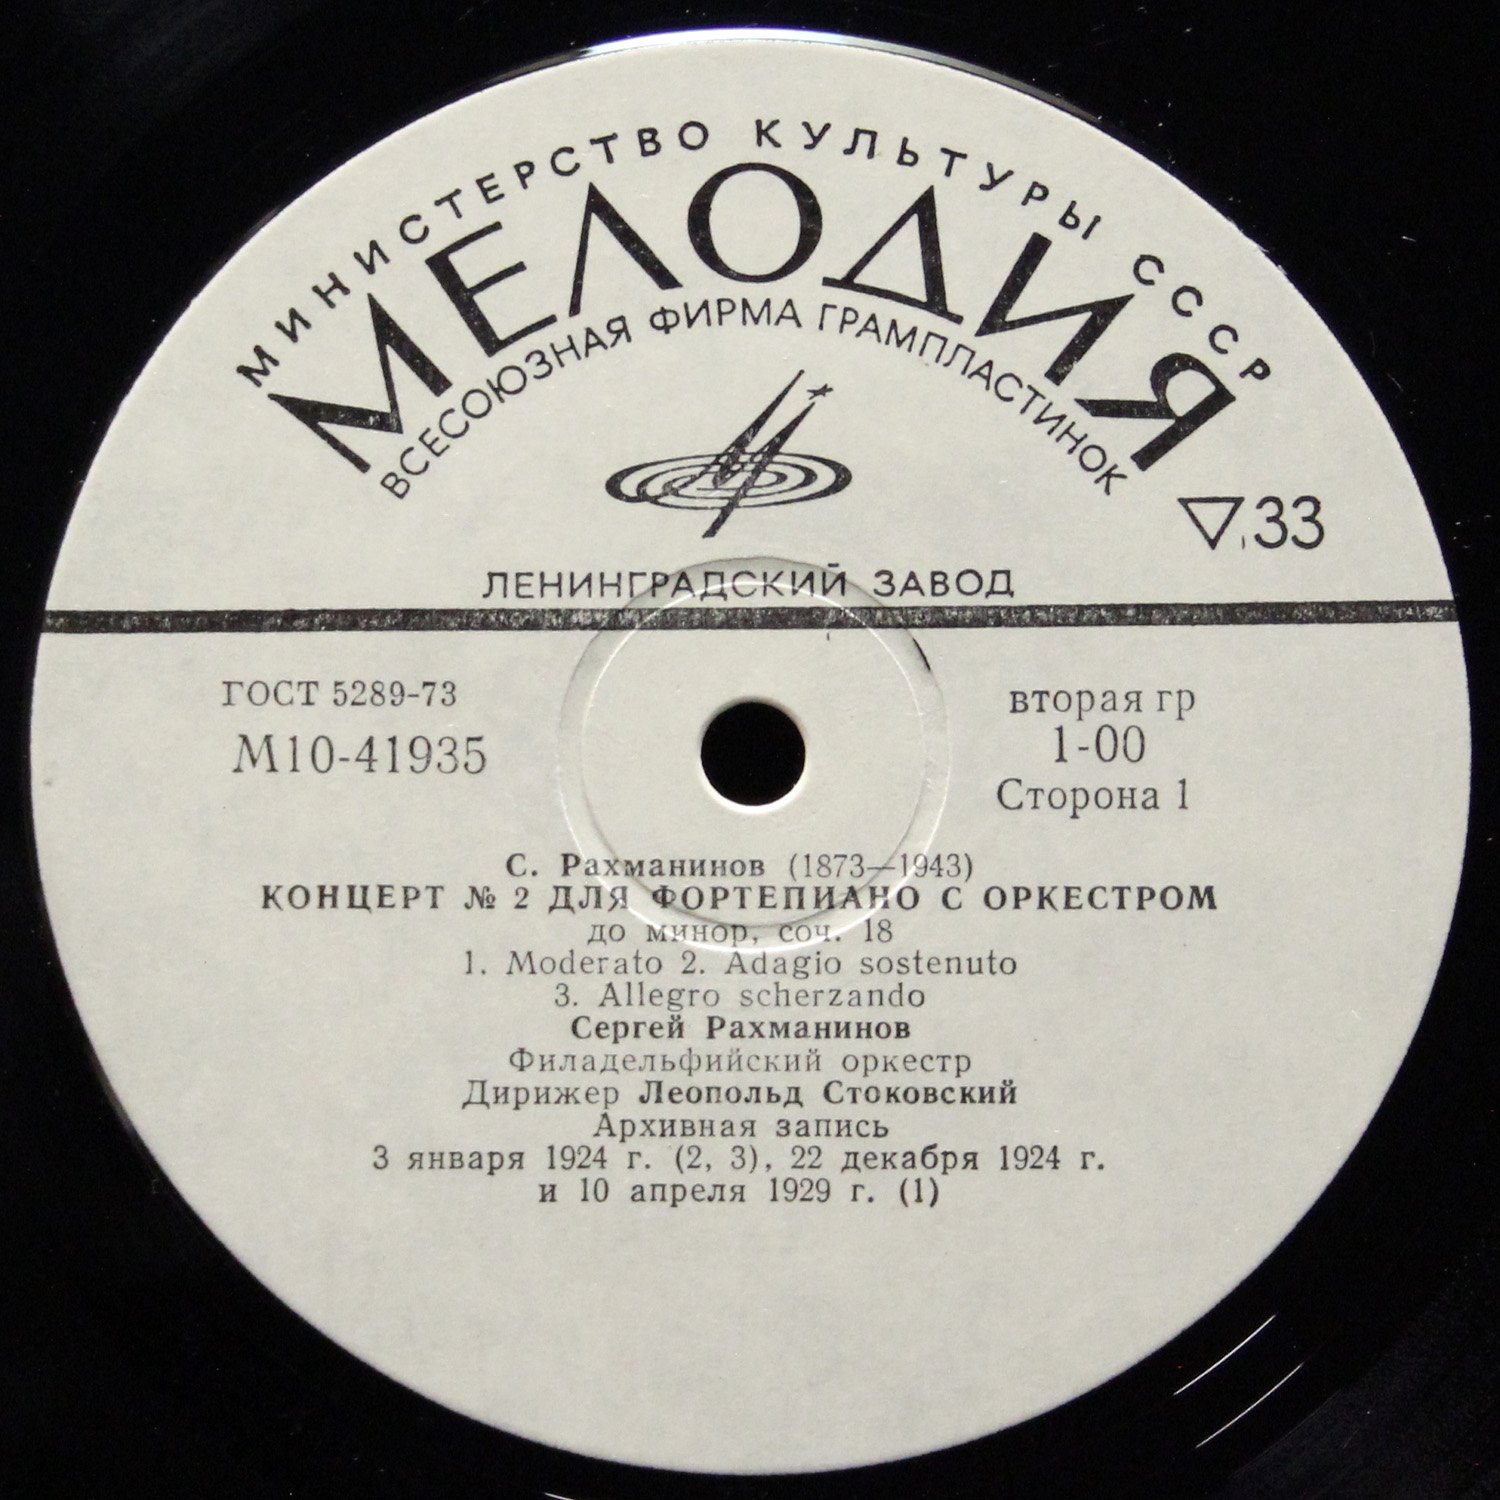 МИНИСТЕРСТВО КУЛЬТУРЫ СССР
МЕЛОДИЯ
ВСЕСОЮЗНАЯ ФИРМА ГРАМПЛАСТИНОК
33
ЛЕНИНГРАДСКИЙ ЗАВОД
ГОСТ 5289-73
М10-41935
вторая гр
1-00
Сторона 1
С. Рахманинов (1873—1943)
КОНЦЕРТ № 2 ДЛЯ ФОРТЕПИАНО С ОРКЕСТРОМ
до минор, соч. 18
1. Moderato 2. Adagio sostenuto
3. Allegro scherzando
Сергей Рахманинов
Филадельфийский оркестр
Дирижер Леопольд Стоковский
Архивная запись
3 января 1924 г. (2, 3), 22 декабря 1924 г.
и 10 апреля 1929 г. (1)